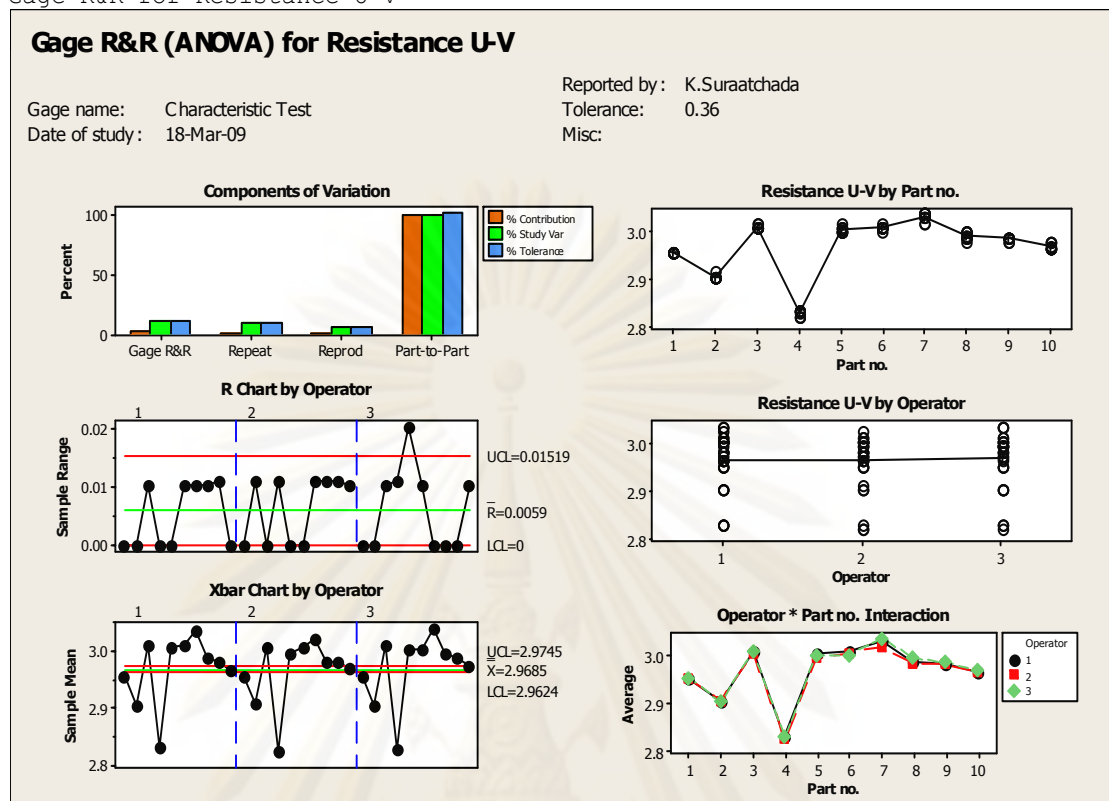 Gage R&R for Resistance U-V
Gage R&R (ANOVA) for Resistance U-V
Reported by: K.Suraatchada
Gage name: Characteristic Test
Tolerance: 0.36
Date of study: 18-Mar-09
Misc:
Components of Variation
100
50
0
Percent
Gage R&R Repeat Reprod Part-to-Part
% Contribution
% Study Var
% Tolerance
Resistance U-V by Part no.
3.0
2.9
2.8
1 2 3 4 5 6 7 8 9 10
Part no.
R Chart by Operator
1 2 3
0.02
0.01
0.00
Sample Range
UCL=0.01519
R=0.0059
LCL=0
Resistance U-V by Operator
3.0
2.9
2.8
1 2 3
Operator
Xbar Chart by Operator
1 2 3
3.0
2.9
2.8
Sample Mean
UCL=2.9745
X=2.9685
LCL=2.9624
Operator * Part no. Interaction
3.0
2.9
2.8
Average
1 2 3 4 5 6 7 8 9 10
Part no.
Operator
1
2
3